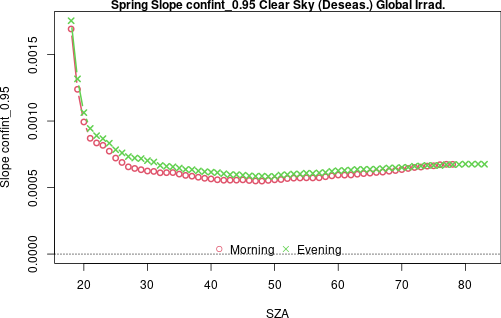 Spring Slope confint_0.95 Clear Sky (Deseas.) Global Irrad.
Slope confint_0.95
0.0015
0.0010
0.0005
0.0000
Morning Evening
20 30 40 50 60 70 80
SZA